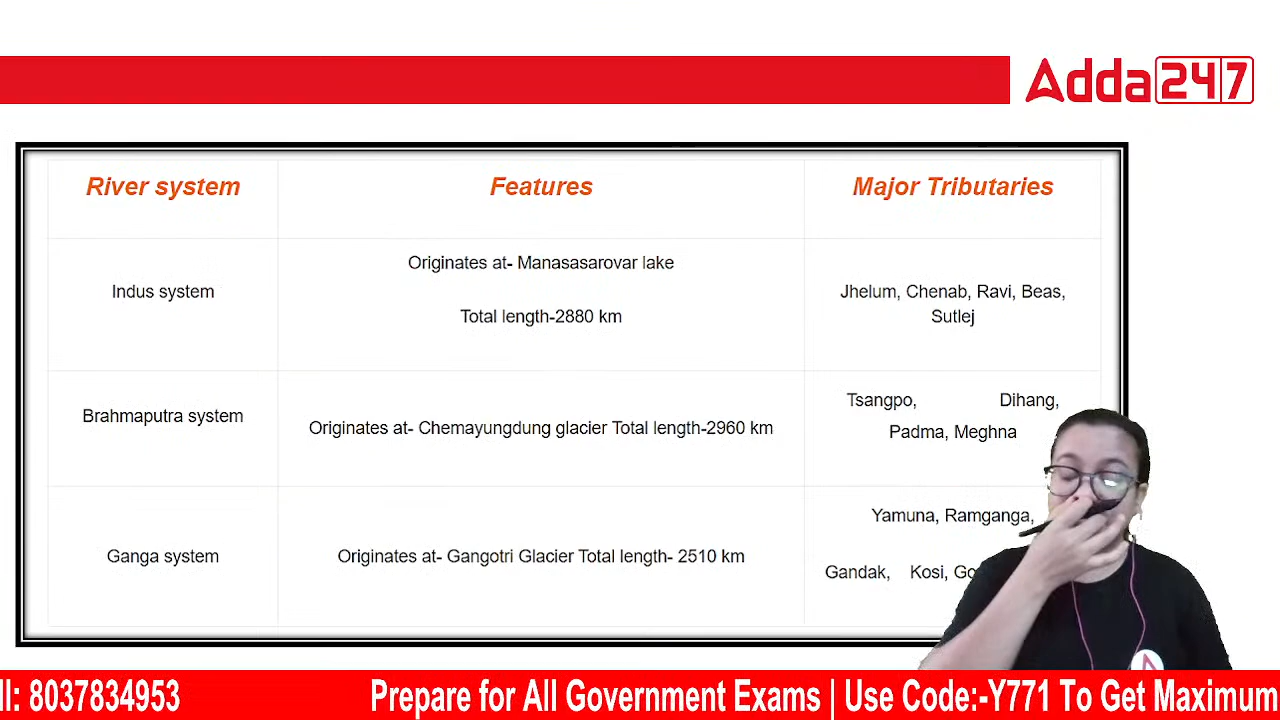 Adda247
River system
Features
Major Tributaries
Indus system
Originates at- Manasasarovar lake
Total length-2880 km
Jhelum, Chenab, Ravi, Beas,
Sutlej
Brahmaputra system
Originates at- Chemayungdung glacier Total length-2960 km
Tsangpo, Dihang,
Padma, Meghna
Ganga system
Originates at- Gangotri Glacier Total length- 2510 km
Yamuna, Ramganga,
Gandak, Kosi,
8037834953 Prepare for All Government Exams | Use Code:-Y771 To Get Maximum